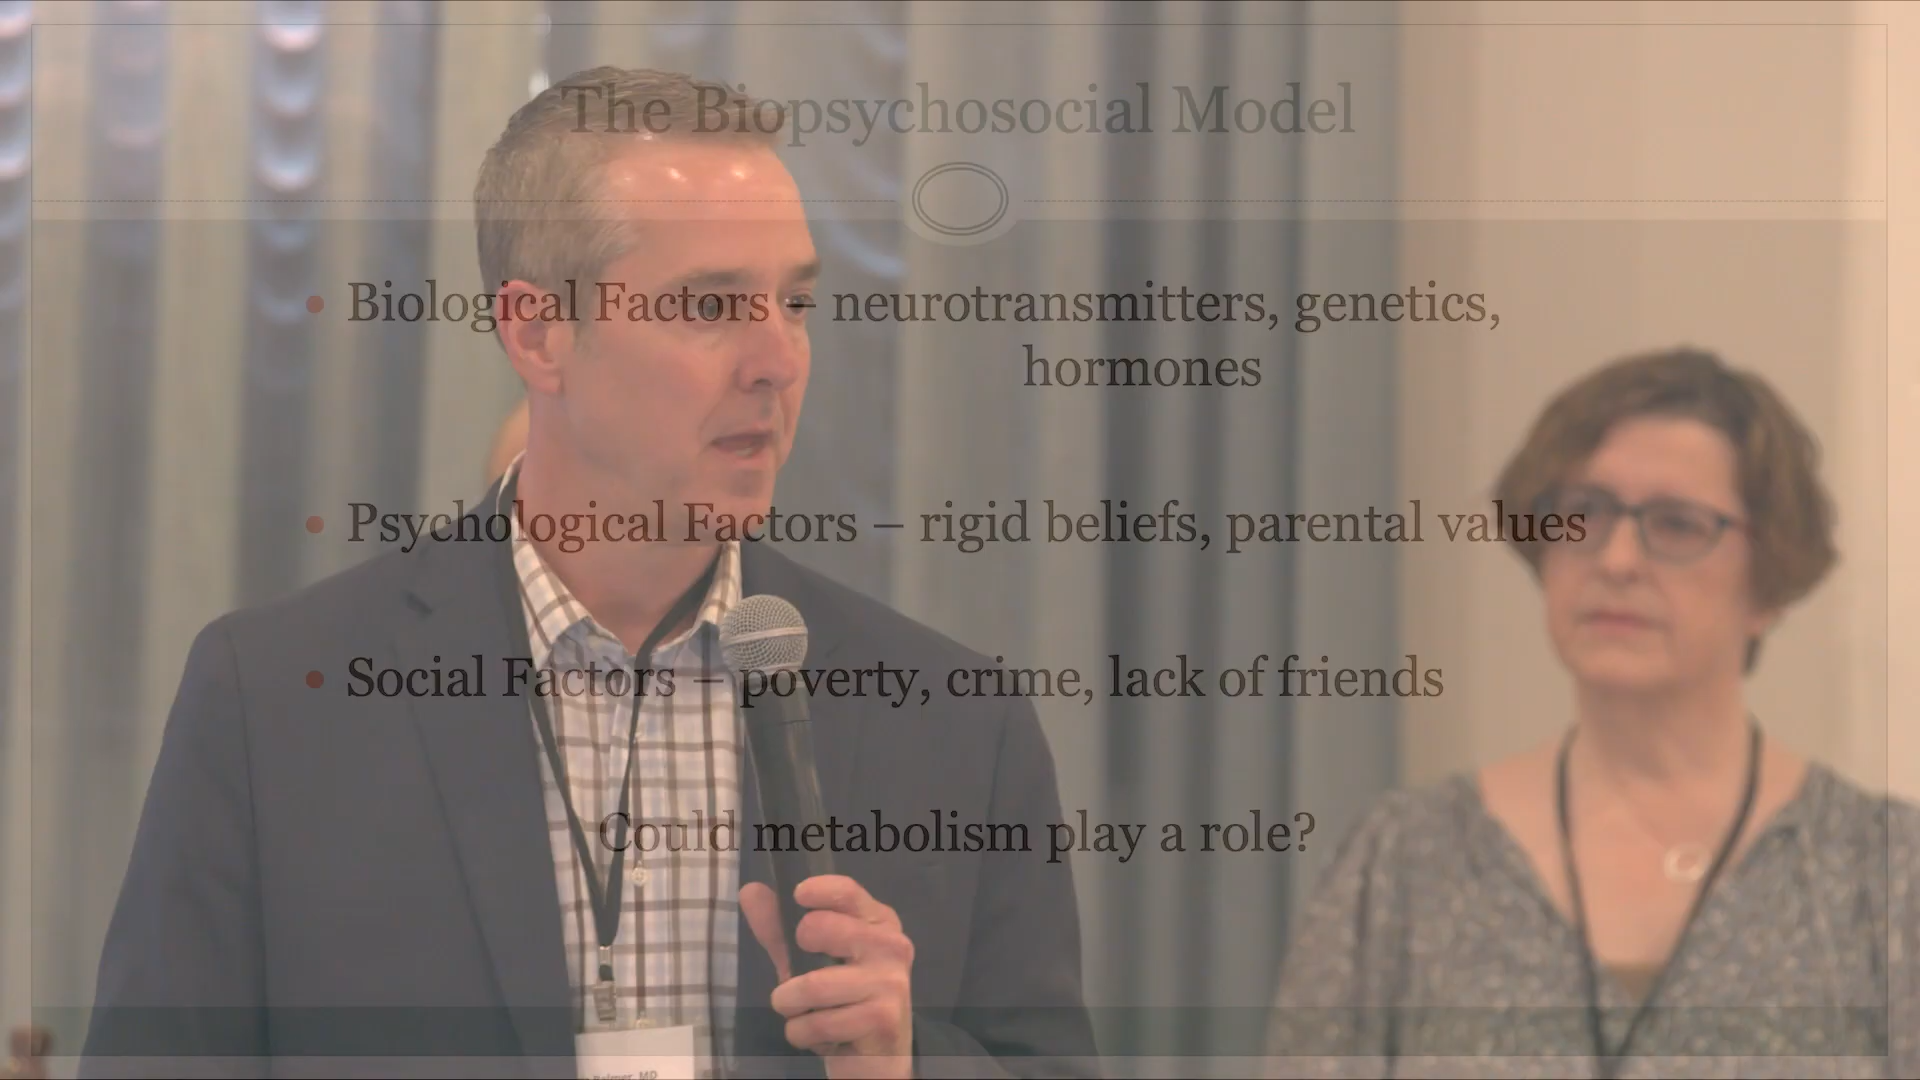 The Biopsychosocial Model
• Biological Factors – neurotransmitters, genetics,
hormones
• Psychological Factors – rigid beliefs, parental values
• Social Factors – poverty, crime, lack of friends
Could metabolism play a role?
MD